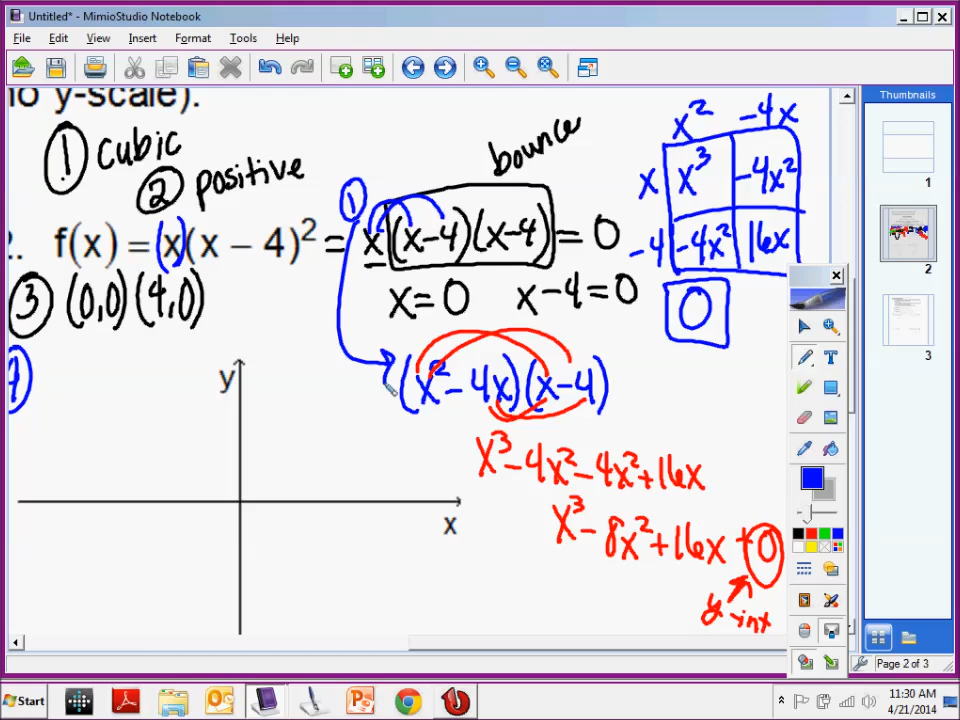 Untitled* - MimioStudio Notebook
File Edit View Insert Format Tools Help
no y-scale).
Thumbnails
① cubic
② positive
bounce
x² -4x
x x³ -4x²
-4 -4x² 16x
0
①
2. f(x) = (x)(x – 4)² = x(x-4)(x-4) = 0
③ (0,0) (4,0)
x=0 x-4=0
④
(x² - 4x)(x-4)
x³-4x²-4x²+16x
x³-8x²+16x+0
y-int
y
x
1
2
3
Page 2 of 3
Start
11:30 AM
4/21/2014